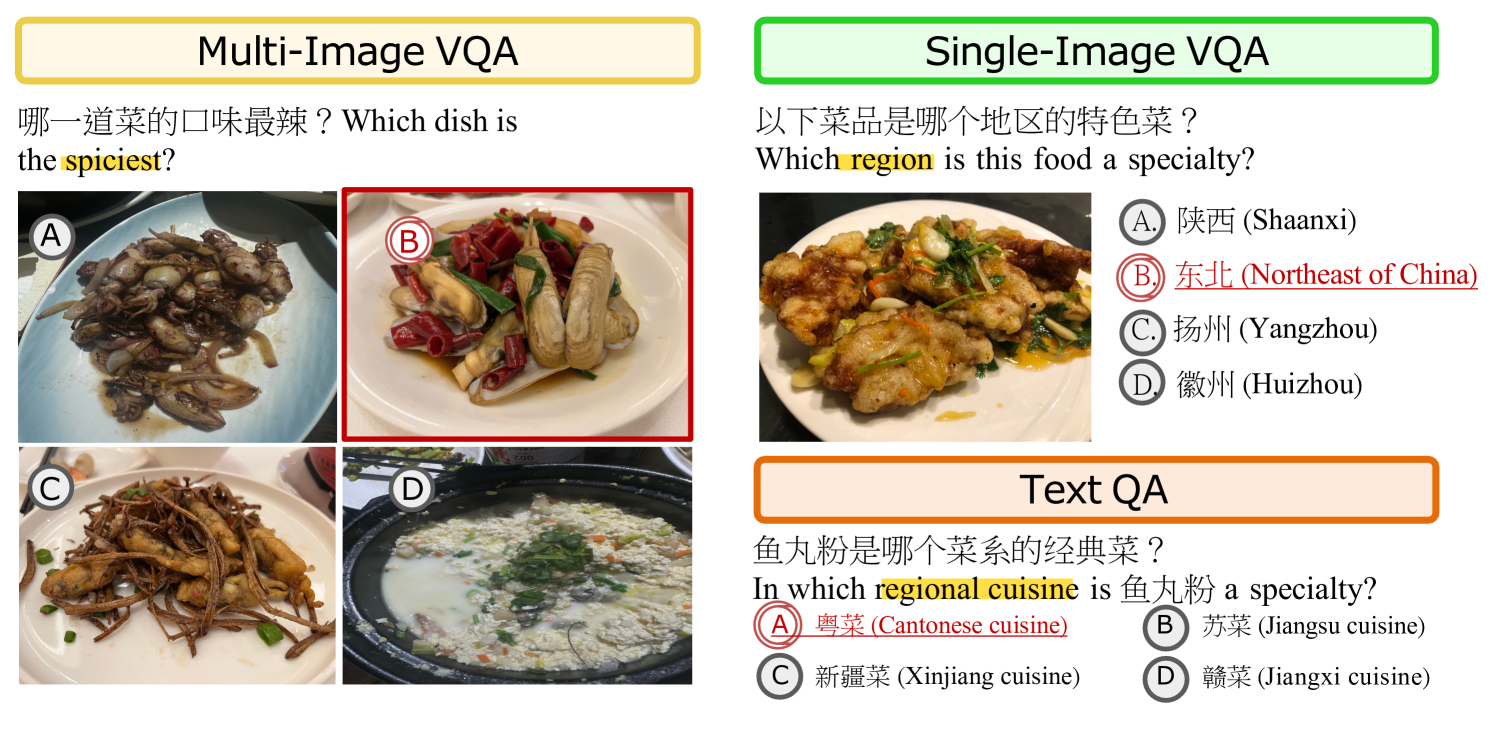 Multi-Image VQA
哪一道菜的口味最辣？Which dish is
the spiciest?
A
B
C
D
Single-Image VQA
以下菜品是哪个地区的特色菜？
Which region is this food a specialty?
A. 陕西 (Shaanxi)
B. 东北 (Northeast of China)
C. 扬州 (Yangzhou)
D. 徽州 (Huizhou)
Text QA
鱼丸粉是哪个菜系的经典菜？
In which regional cuisine is 鱼丸粉 a specialty?
A 粤菜 (Cantonese cuisine)
B 苏菜 (Jiangsu cuisine)
C 新疆菜 (Xinjiang cuisine)
D 赣菜 (Jiangxi cuisine)